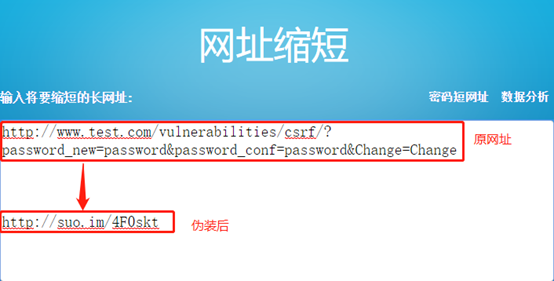 网址缩短
输入将要缩短的长网址:
密码短网址 数据分析
http://www.test.com/vulnerabilities/csrf/?
password_new=password&password_conf=password&Change=Change
原网址
http://suo.im/4F0skt
伪装后